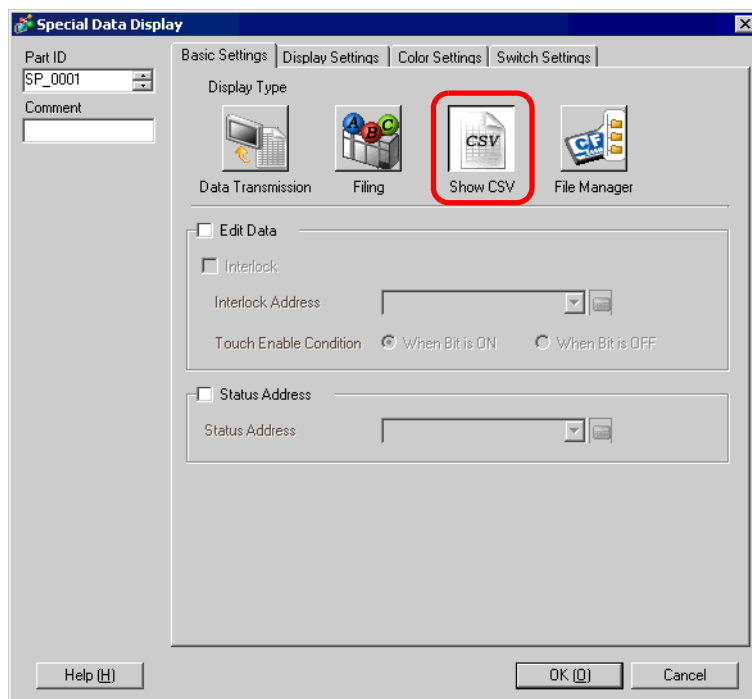 Special Data Display
Part ID
SP_0001
Comment
Basic Settings Display Settings Color Settings Switch Settings
Display Type
A B C CSV CF Card
Data Transmission Filing Show CSV File Manager
Edit Data
Interlock
Interlock Address
Touch Enable Condition When Bit is ON When Bit is OFF
Status Address
Status Address
Help (H) OK (O) Cancel